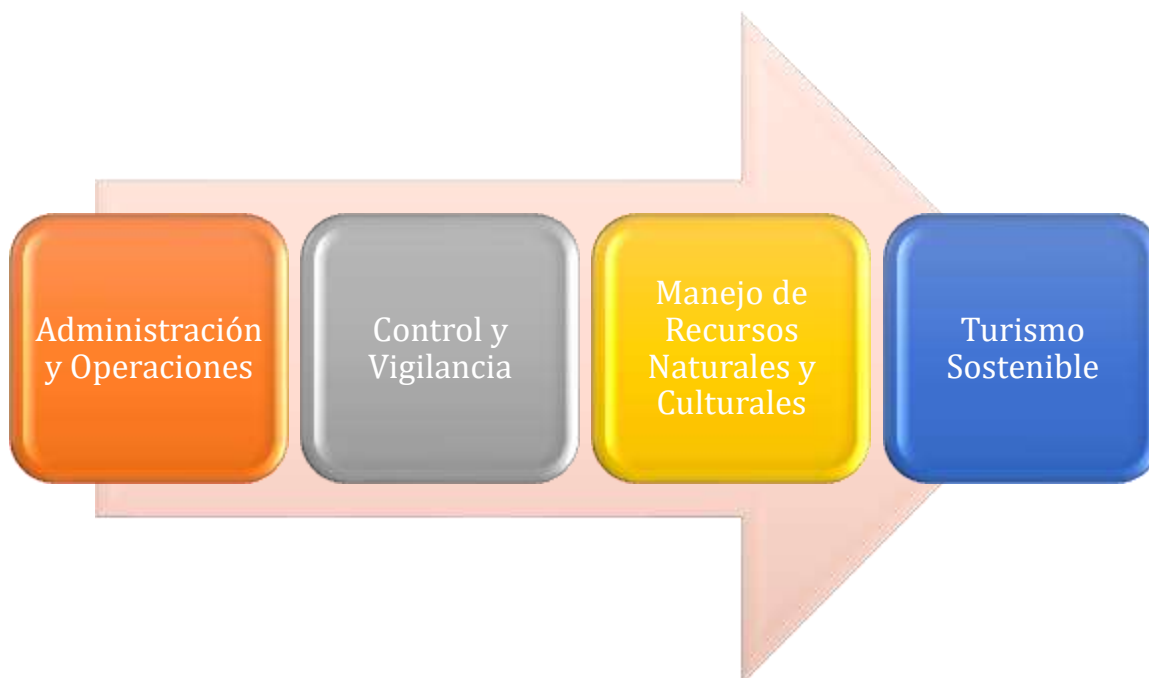 Administración
y Operaciones
Control y
Vigilancia
Manejo de
Recursos
Naturales y
Culturales
Turismo
Sostenible